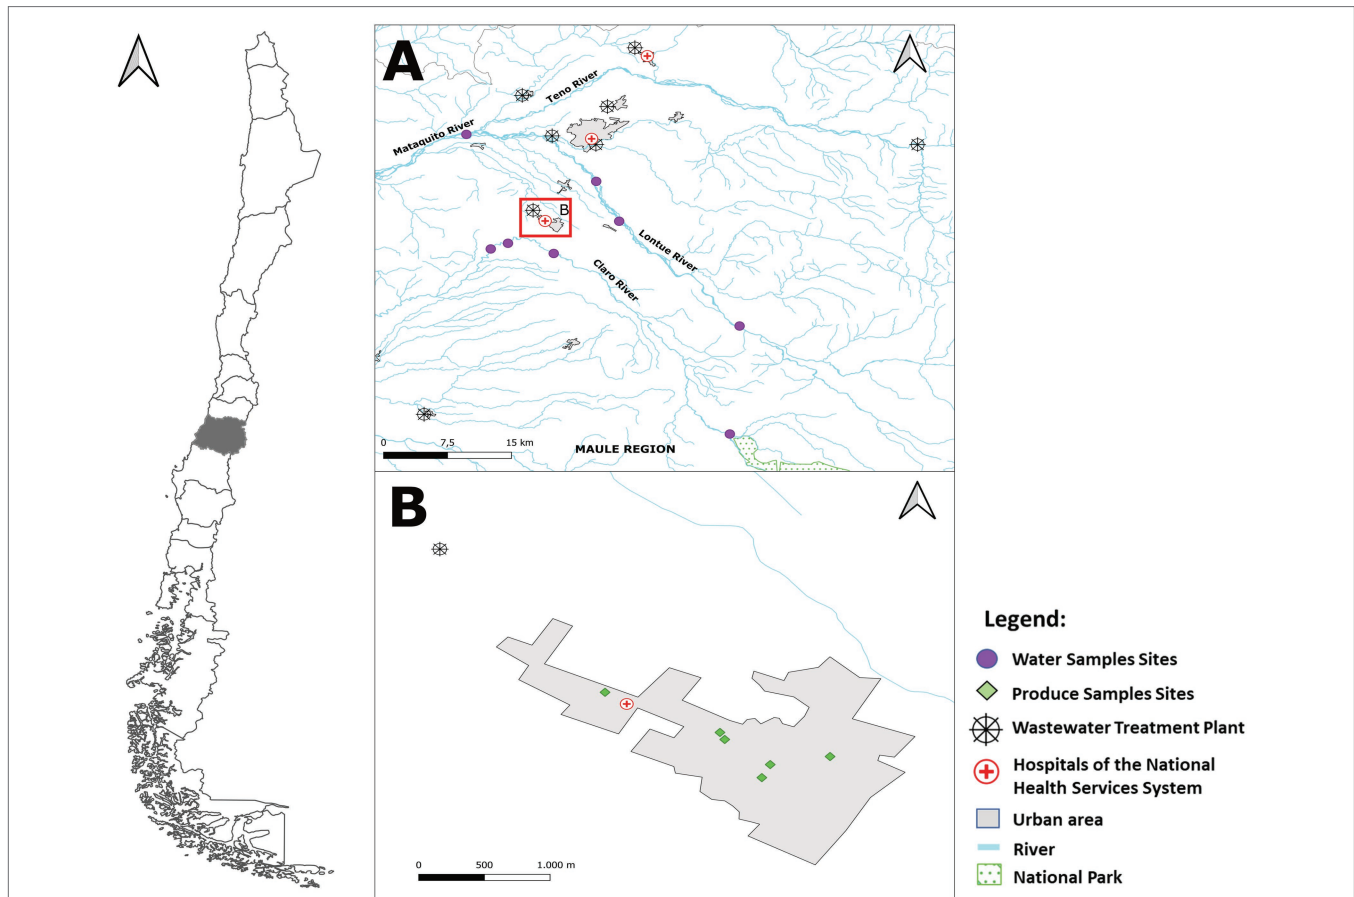 A
Teno River
Mataquito River
B
Lontue River
Claro River
0 7,5 15 km
MAULE REGION
B
0 500 1.000 m
Legend:
Water Samples Sites
Produce Samples Sites
Wastewater Treatment Plant
Hospitals of the National
Health Services System
Urban area
River
National Park